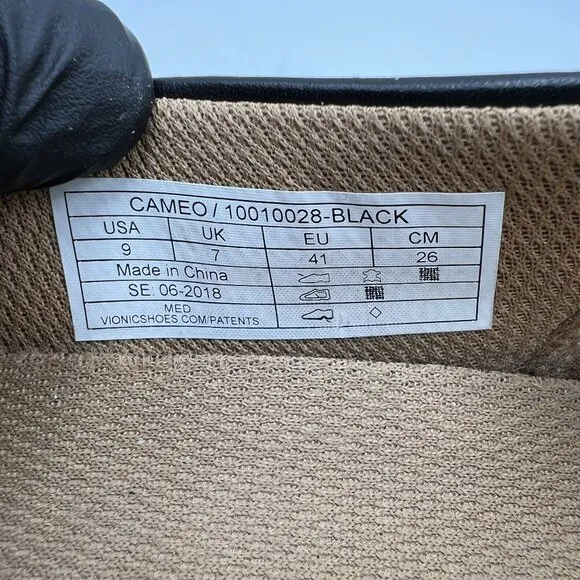 CAMEO / 10010028-BLACK
USA UK EU CM
9 7 41 26
Made in China
SE. 06-2018
MED
VIONICSHOES.COM/PATENTS